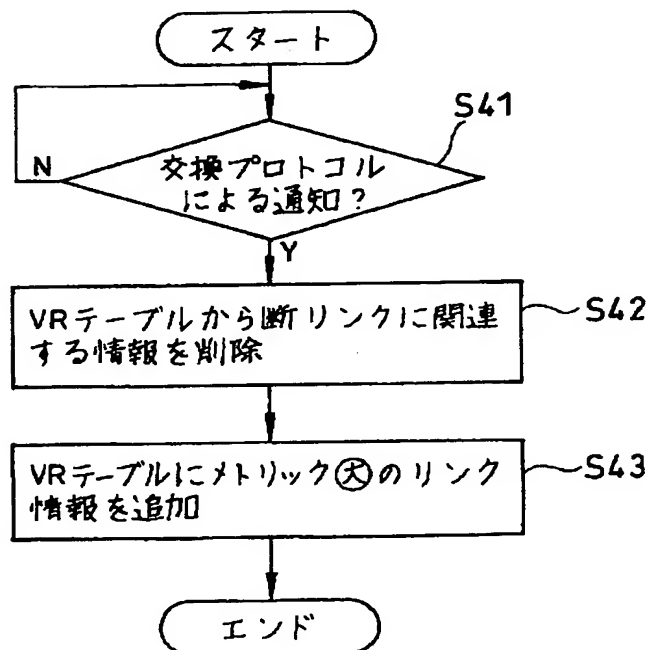 スタート
S41
N
交換プロトコル
による通知？
Y
VRテーブルから断リンクに関連
する情報を削除
S42
VRテーブルにメトリック㊅のリンク
情報を追加
S43
エンド